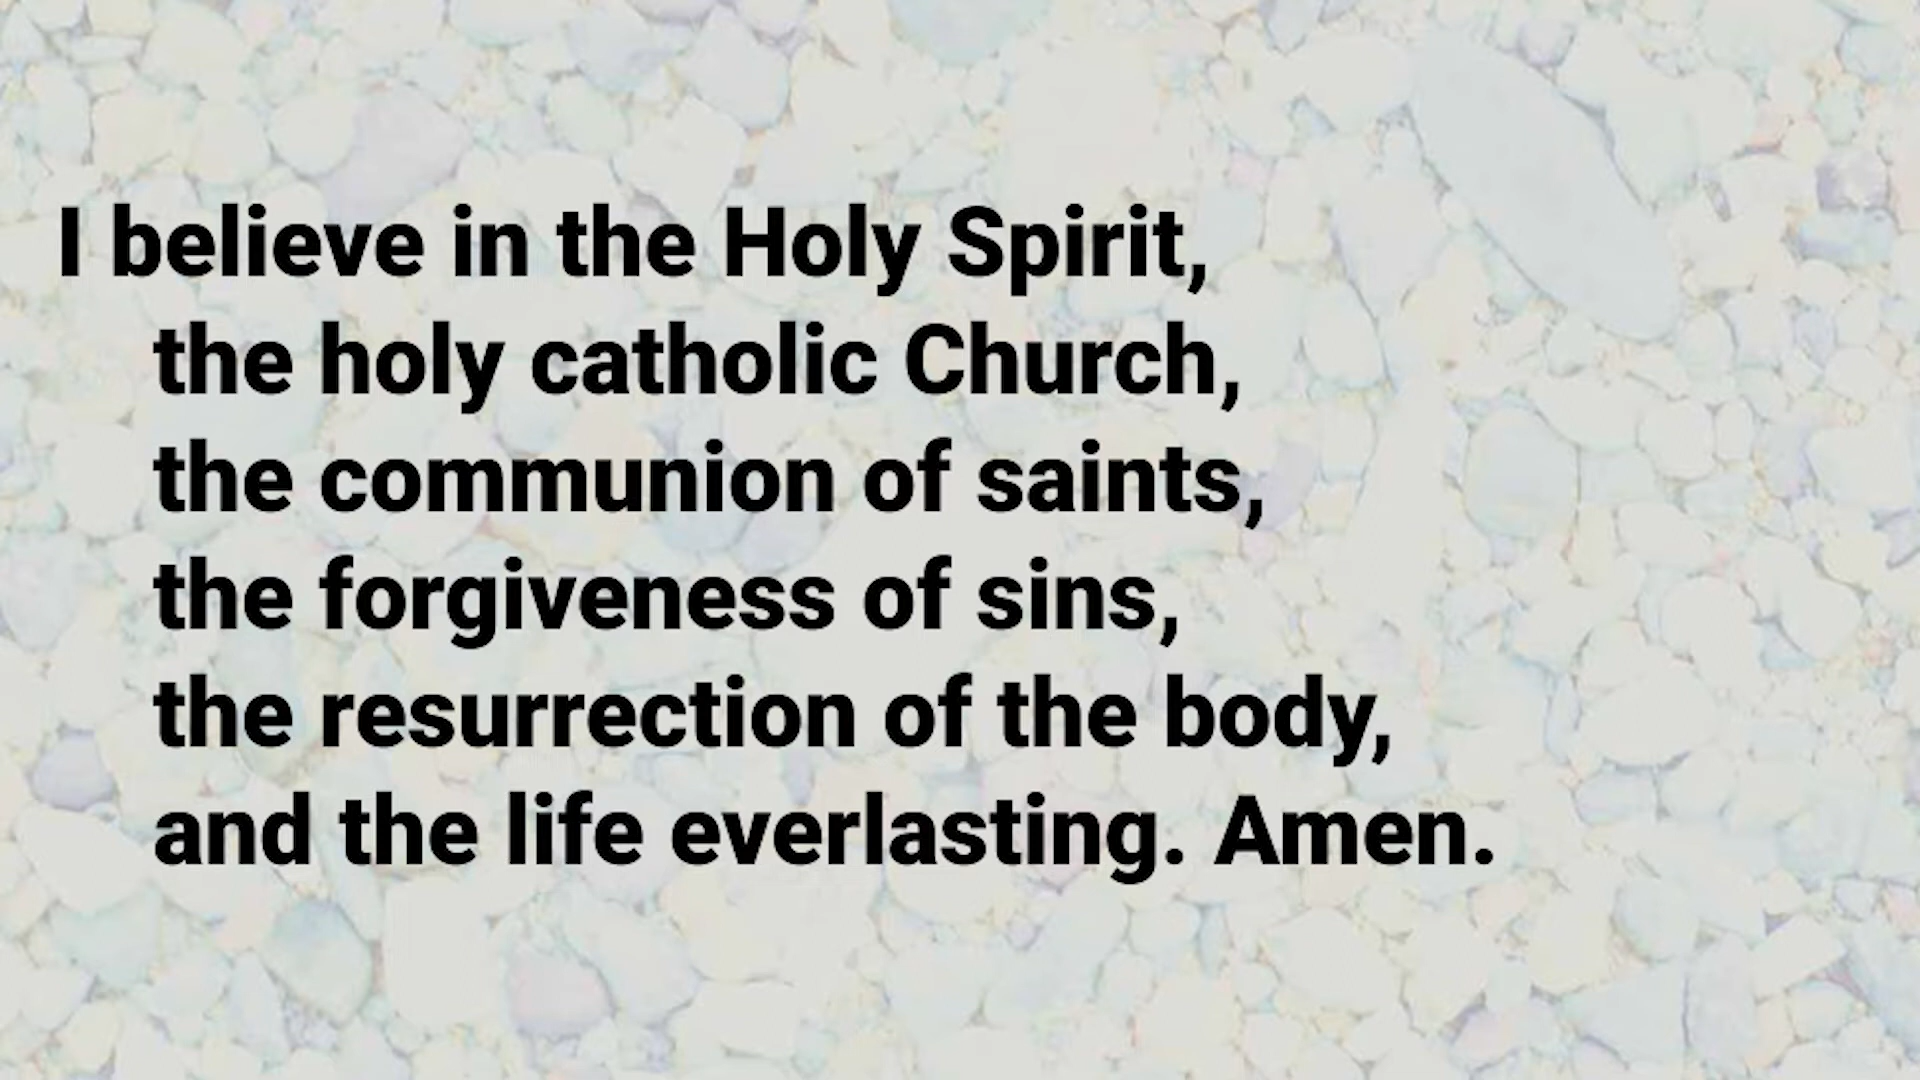 I believe in the Holy Spirit,
the holy catholic Church,
the communion of saints,
the forgiveness of sins,
the resurrection of the body,
and the life everlasting. Amen.